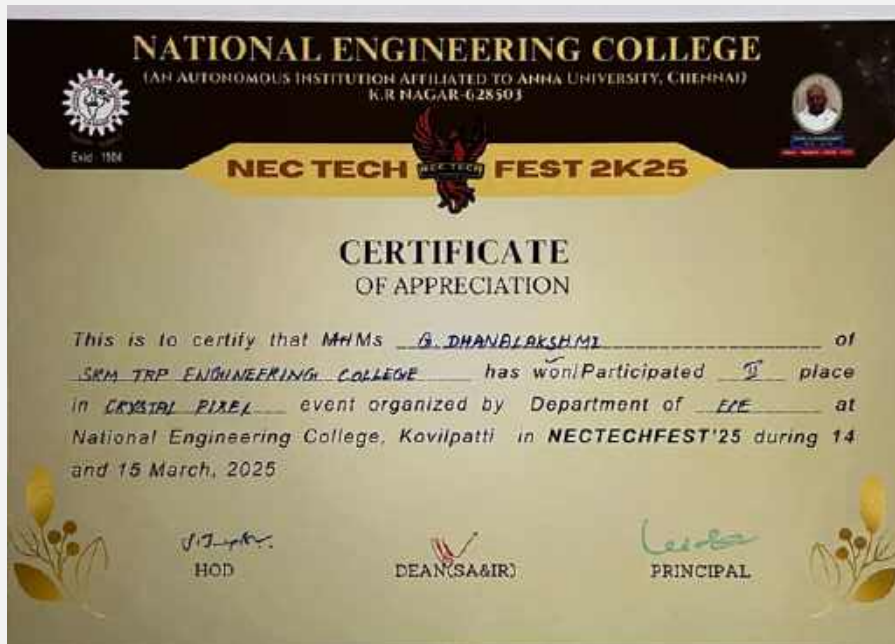 NATIONAL ENGINEERING COLLEGE
(AN AUTONOMOUS INSTITUTION AFFILIATED TO ANNA UNIVERSITY, CHENNAI)
K.R NAGAR-628503
Estd 1984
NEC TECH NEC TECH FEST 2K25
CERTIFICATE
OF APPRECIATION
This is to certify that Mr/Ms G. DHANALAKSHMI of
SRM TRP ENGINEERING COLLEGE has won/Participated II place
in CRYSTAL PIXEL event organized by Department of ECE at
National Engineering College, Kovilpatti in NECTECHFEST'25 during 14
and 15 March, 2025
HOD DEAN(SA&IR) PRINCIPAL